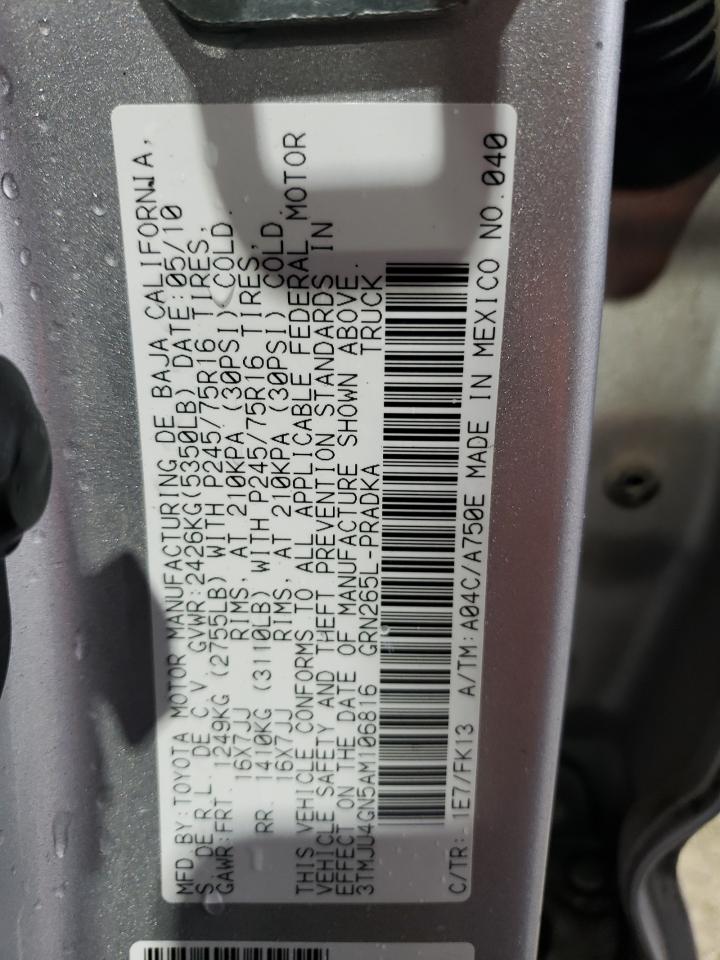 MFD.BY:TOYOTA MOTOR MANUFACTURING DE BAJA CALIFORNIA,
S. DE R.L. DE C.V. GVWR:2426KG(5350LB) DATE:05/10
GAWR:FRT. 1249KG (2755LB) WITH P245/75R16 TIRES,
16X7JJ RIMS, AT 210KPA (30PSI) COLD.
RR. 1410KG (3110LB) WITH P245/75R16 TIRES,
16X7JJ RIMS, AT 210KPA (30PSI) COLD.
THIS VEHICLE CONFORMS TO ALL APPLICABLE FEDERAL MOTOR
VEHICLE SAFETY AND THEFT PREVENTION STANDARDS IN
EFFECT ON THE DATE OF MANUFACTURE SHOWN ABOVE.
3TMJU4GN5AM106816 GRN265L-PRADKA TRUCK
C/TR: 1E7/FK13 A/TM:A04C/A750E MADE IN MEXICO NO.040